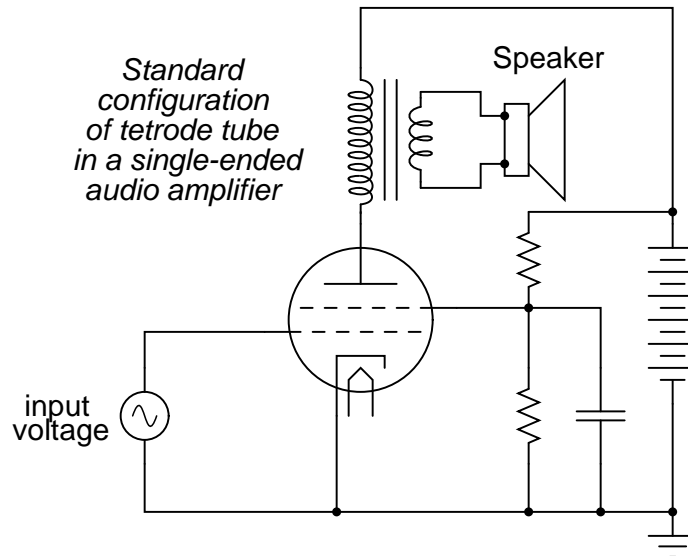 Standard
configuration
of tetrode tube
in a single-ended
audio amplifier
Speaker
input
voltage